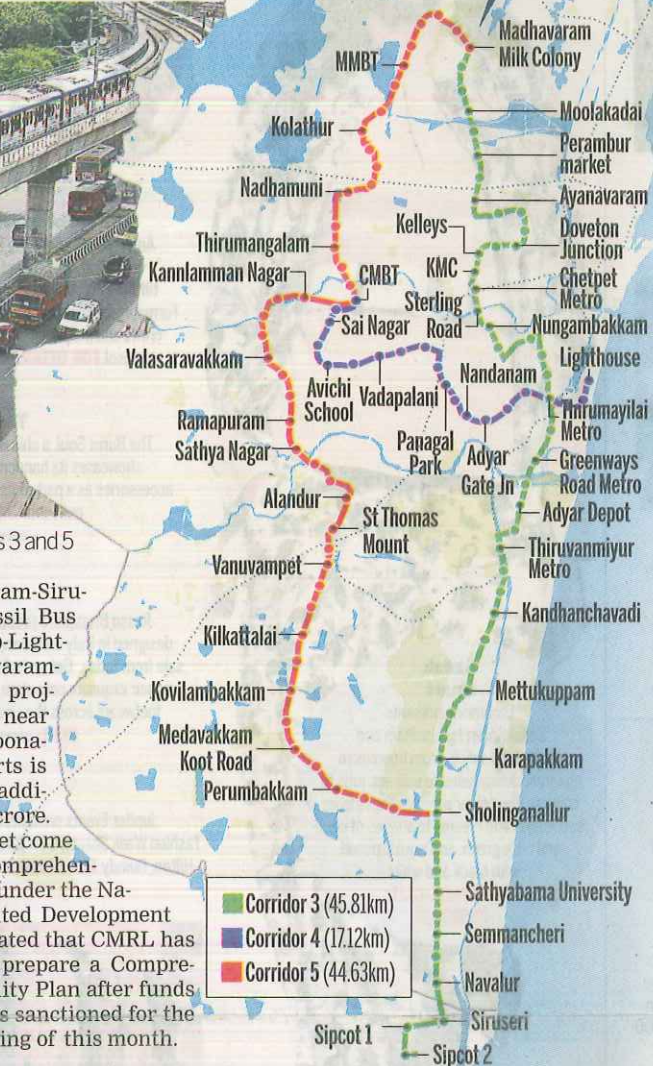 Madhavaram
Milk Colony
MMBT
Moolakadai
Kolathur
Perambur
market
Nadhamuni
Ayanavaram
Kelleys
Doveton
Junction
Thirumangalam
KMC
Kannlamman Nagar
CMBT
Chetpet
Metro
Sterling
Road
Sai Nagar
Nungambakkam
Valasaravakkam
Lighthouse
Avichi
School
Vadapalani
Nandanam
Thirumayilai
Metro
Ramapuram
Panagal
Park
Adyar
Gate Jn
Sathya Nagar
Greenways
Road Metro
Alandur
Adyar Depot
St Thomas
Mount
s 3 and 5
Thiruvanmiyur
Metro
Vanuvampet
Kandhanchavadi
Kilkattalai
Kovilambakkam
Mettukuppam
Medavakkam
Koot Road
Karapakkam
Perumbakkam
Sholinganallur
Sathyabama University
Semmancheri
Navalur
Siruseri
Sipcot 1
Sipcot 2
Corridor 3 (45.81km)
Corridor 4 (17.12km)
Corridor 5 (44.63km)
ram-Siru-
ssil Bus
)-Light-
varam-
proj-
near
oona-
rts is
addi-
crore.
et come
omprehen-
under the Na-
ted Development
ated that CMRL has
prepare a Compre-
lity Plan after funds
s sanctioned for the
ing of this month.